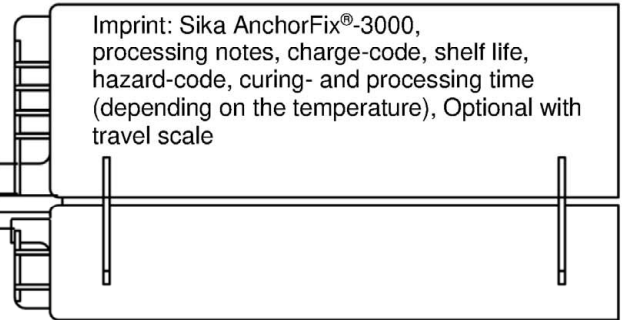 Imprint: Sika AnchorFix®-3000,
processing notes, charge-code, shelf life,
hazard-code, curing- and processing time
(depending on the temperature), Optional with
travel scale